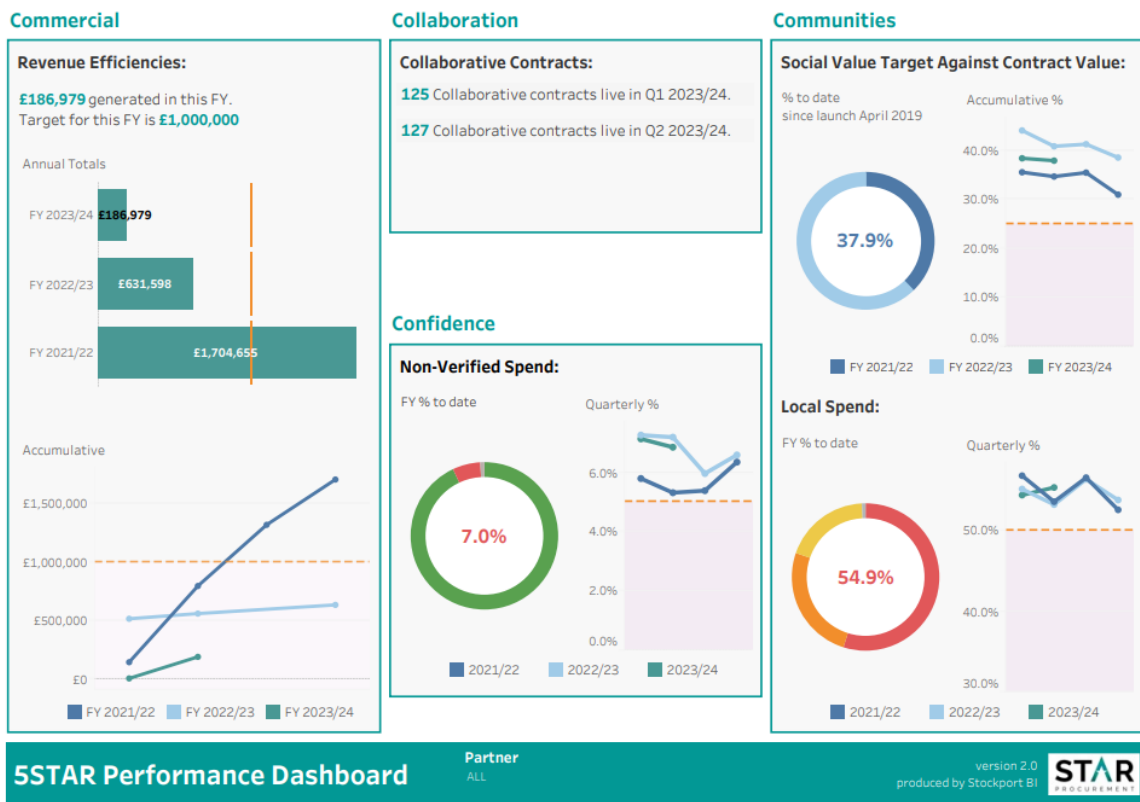 Commercial
Revenue Efficiencies:
£186,979 generated in this FY.
Target for this FY is £1,000,000
Annual Totals
FY 2023/24
£186,979
FY 2022/23
£631,598
FY 2021/22
£1,704,655
Accumulative
£1,500,000
£1,000,000
£500,000
£0
FY 2021/22
FY 2022/23
FY 2023/24
Collaboration
Collaborative Contracts:
125 Collaborative contracts live in Q1 2023/24.
127 Collaborative contracts live in Q2 2023/24.
Confidence
Non-Verified Spend:
FY % to date
7.0%
Quarterly %
6.0%
4.0%
2.0%
0.0%
2021/22
2022/23
2023/24
Communities
Social Value Target Against Contract Value:
% to date
since launch April 2019
37.9%
Accumulative %
40.0%
30.0%
20.0%
10.0%
0.0%
FY 2021/22
FY 2022/23
FY 2023/24
Local Spend:
FY % to date
54.9%
Quarterly %
50.0%
40.0%
30.0%
2021/22
2022/23
2023/24
5STAR Performance Dashboard
Partner
ALL
version 2.0
produced by Stockport BI
STAR
PROCUREMENT